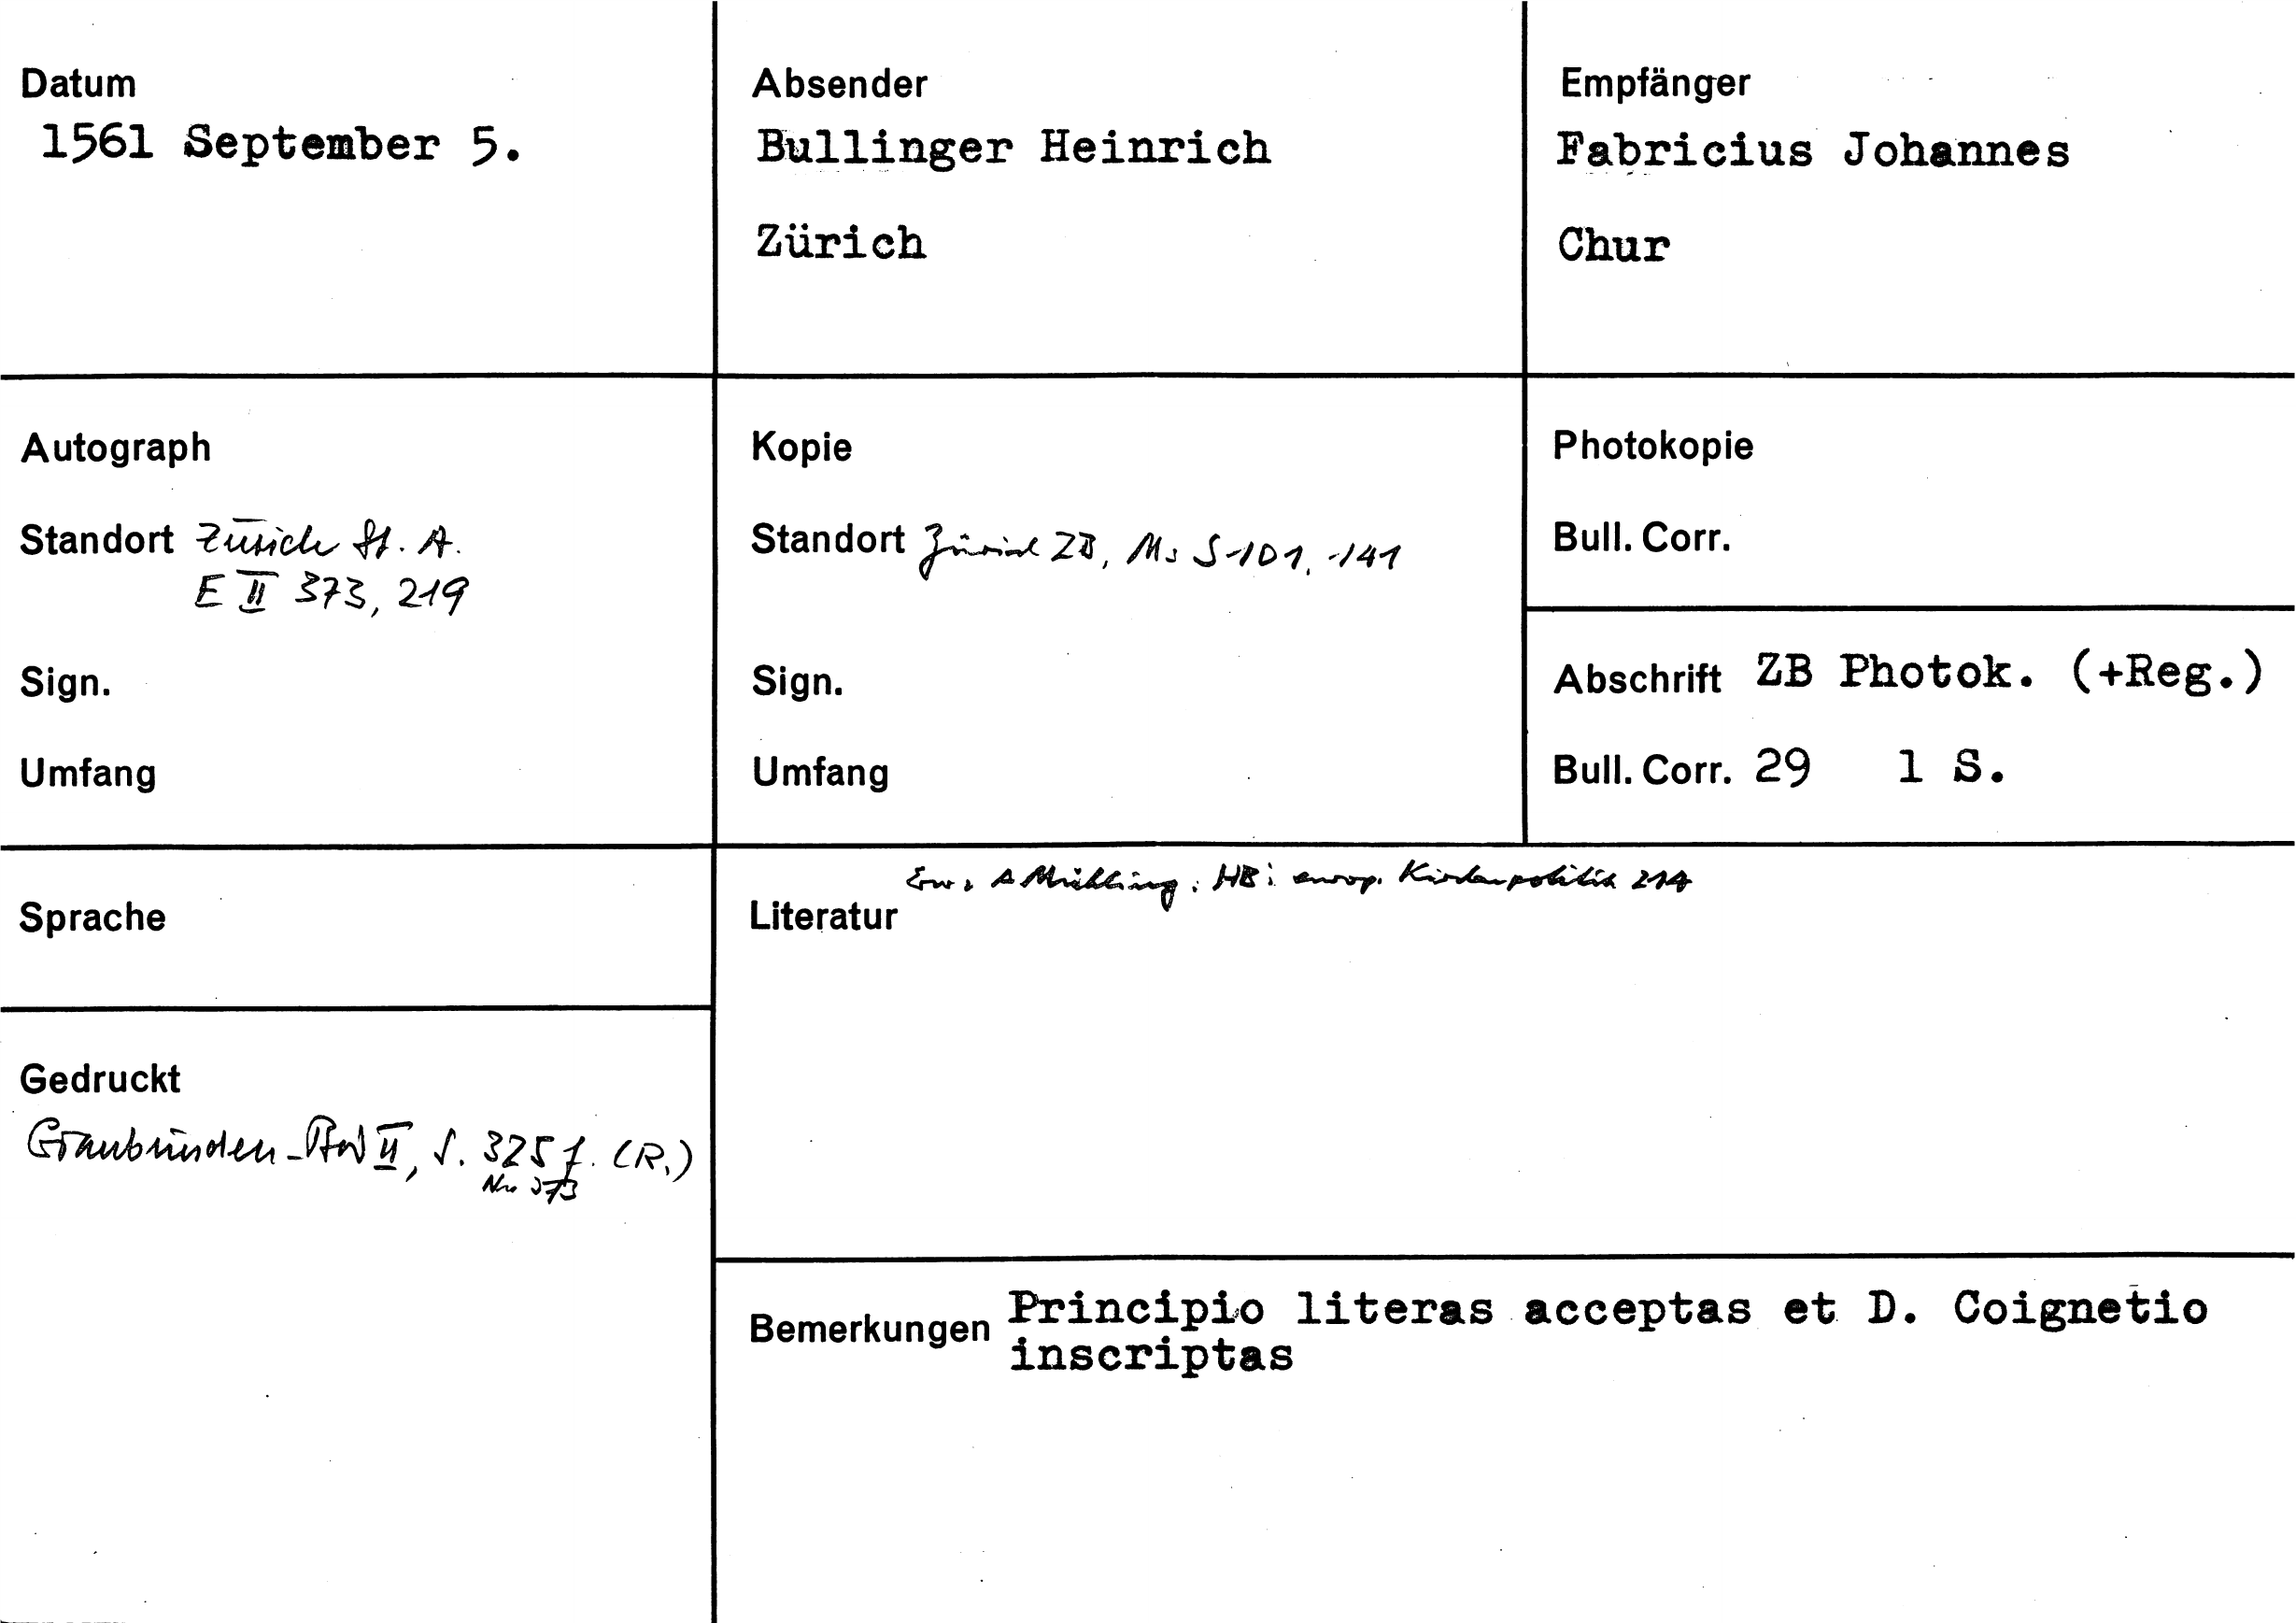 Datum
1561 September 5.
Absender
Bullinger Heinrich
Zürich
Empfänger
Fabricius Johannes
Chur
Autograph
Standort Zürich St. A.
E II 373, 219
Sign.
Umfang
Kopie
Standort Zürich ZB, Ms S 101, 141
Sign.
Umfang
Photokopie
Bull. Corr.
Abschrift ZB Photok. (+Reg.)
Bull. Corr. 29 1 S.
Sprache
Gedruckt
Graubünden-BW II, S. 325 f. (R.)
Nr. 373
Literatur
A Mühling, HB: europ. Kirchenpolitik 214
Bemerkungen Principio literas acceptas et D. Coignetio
inscriptas